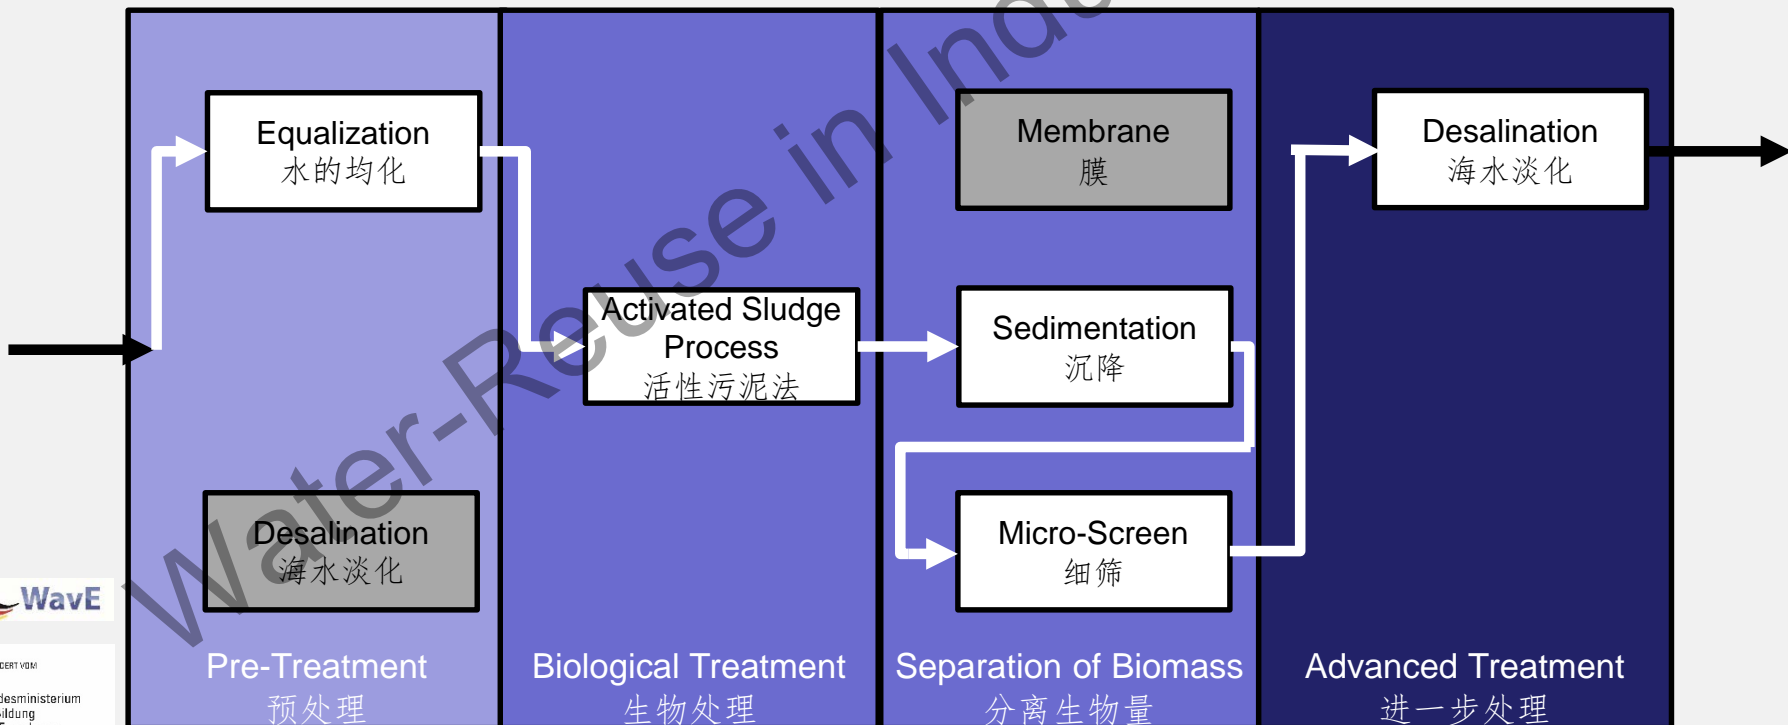 Equalization
水的均化
Desalination
海水淡化
Pre-Treatment
预处理
Activated Sludge
Process
活性污泥法
Biological Treatment
生物处理
Membrane
膜
Sedimentation
沉降
Micro-Screen
细筛
Separation of Biomass
分离生物量
Desalination
海水淡化
Advanced Treatment
进一步处理
Water-Reuse in Indu
WavE
DERT VOM
desministerium
ildung